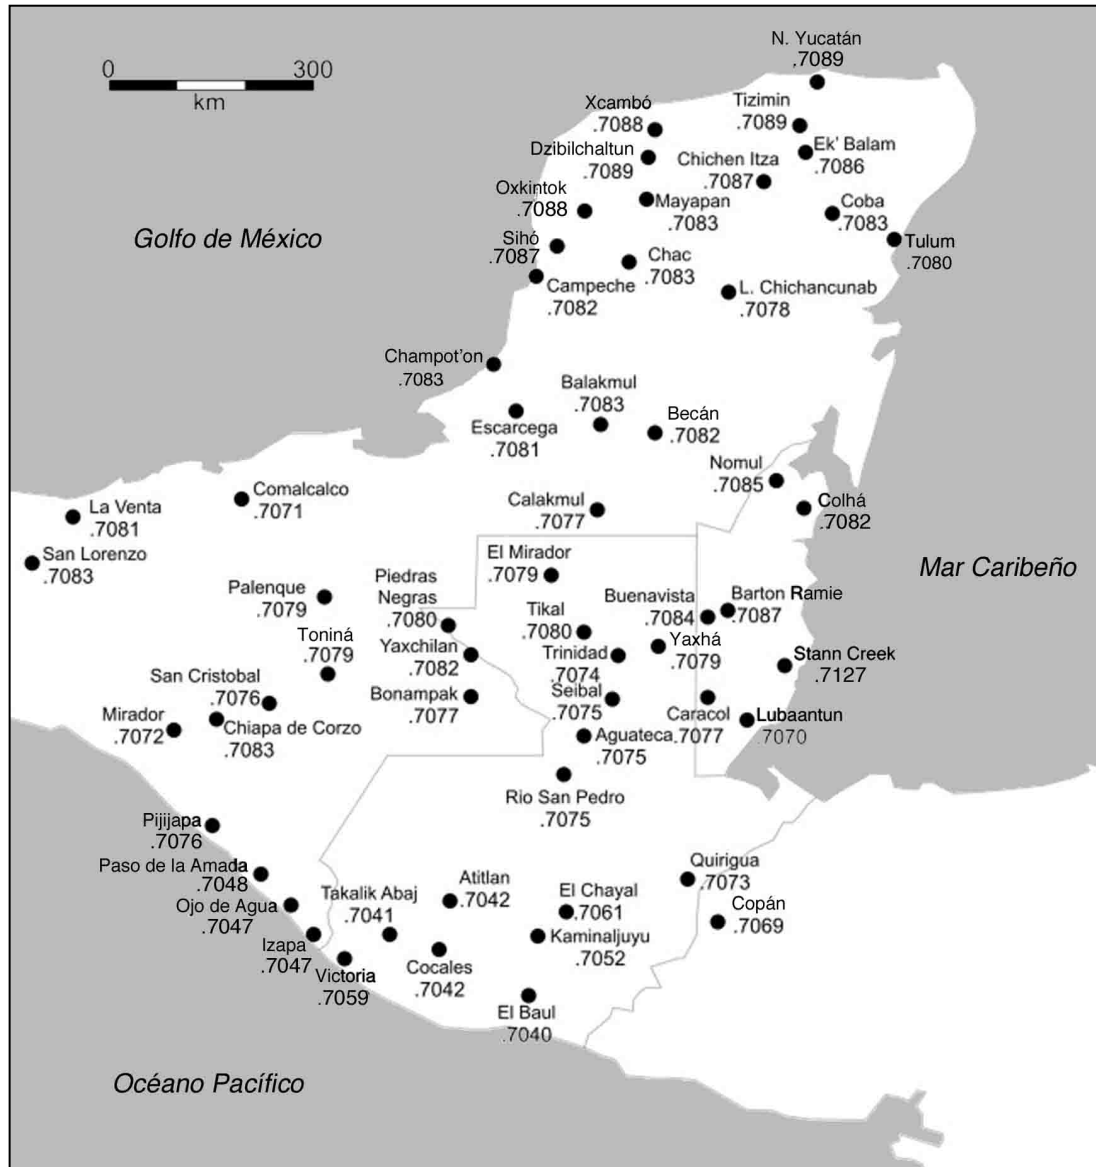 N. Yucatán
.7089
0 300
km
Xcambó
.7088
Tizimin
.7089
Dzibilchaltun
.7089
Chichen Itza
.7087
Ek' Balam
.7086
Oxkintok
.7088
Mayapan
.7083
Coba
.7083
Golfo de México
Sihó
.7087
Chac
.7083
Tulum
.7080
Campeche
.7082
L. Chichancunab
.7078
Champot'on
.7083
Balakmul
.7083
Escarcega
.7081
Becán
.7082
Nomul
.7085
Comalcalco
.7071
Calakmul
.7077
Colhá
.7082
La Venta
.7081
San Lorenzo
.7083
El Mirador
.7079
Mar Caribeño
Palenque
.7079
Piedras
Negras
.7080
Buenavista
.7084
Barton Ramie
.7087
Tikal
.7080
Toniná
.7079
Yaxchilan
.7082
Trinidad
.7074
Yaxhá
.7079
Stann Creek
.7127
San Cristobal
.7076
Bonampak
.7077
Seibal
.7075
Caracol
.7077
Lubaantun
.7070
Mirador
.7072
Chiapa de Corzo
.7083
Aguateca
.7075
Rio San Pedro
.7075
Pijijapa
.7076
Paso de la Amada
.7048
Quirigua
.7073
Ojo de Agua
.7047
Takalik Abaj
.7041
Atitlan
.7042
El Chayal
.7061
Copán
.7069
Izapa
.7047
Kaminaljuyu
.7052
Victoria
.7059
Cocales
.7042
El Baul
.7040
Océano Pacífico